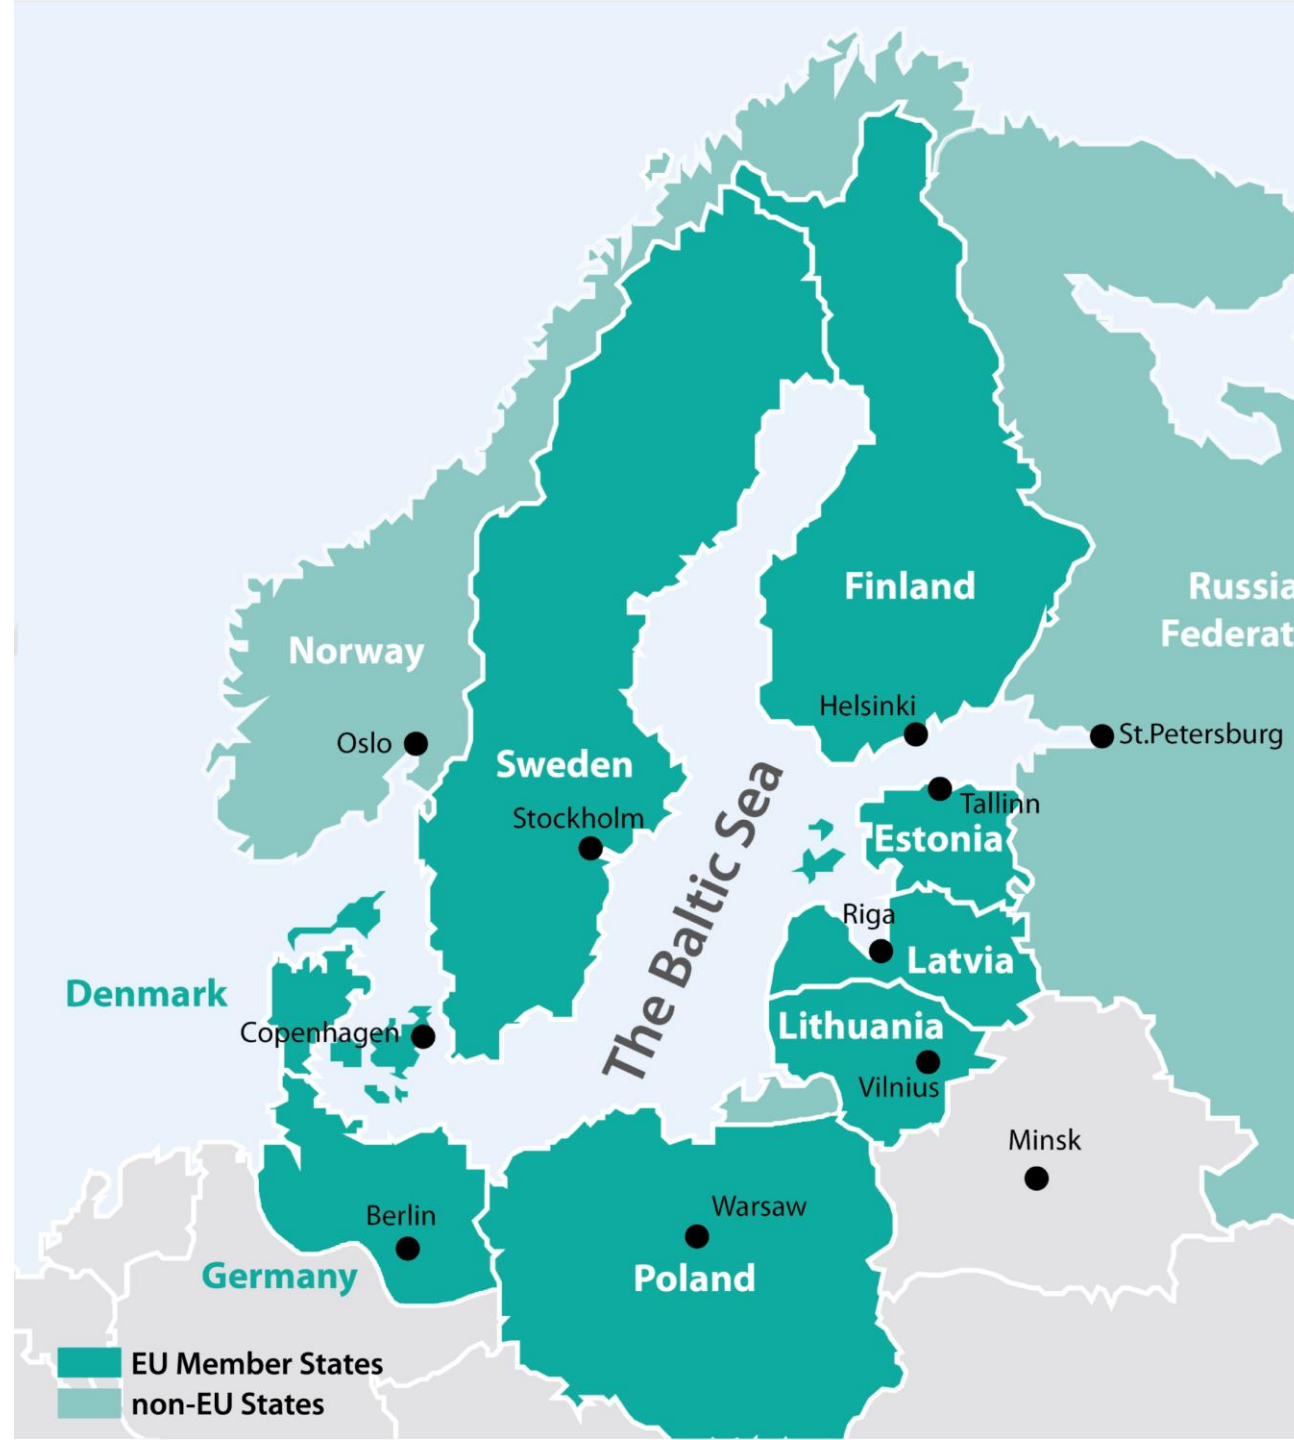 Finland
Russia
Federat
Norway
Helsinki
Oslo
St.Petersburg
Sweden
Stockholm
Tallinn
Estonia
The Baltic Sea
Riga
Latvia
Denmark
Lithuania
Copenhagen
Vilnius
Minsk
Warsaw
Berlin
Germany
Poland
EU Member States
non-EU States